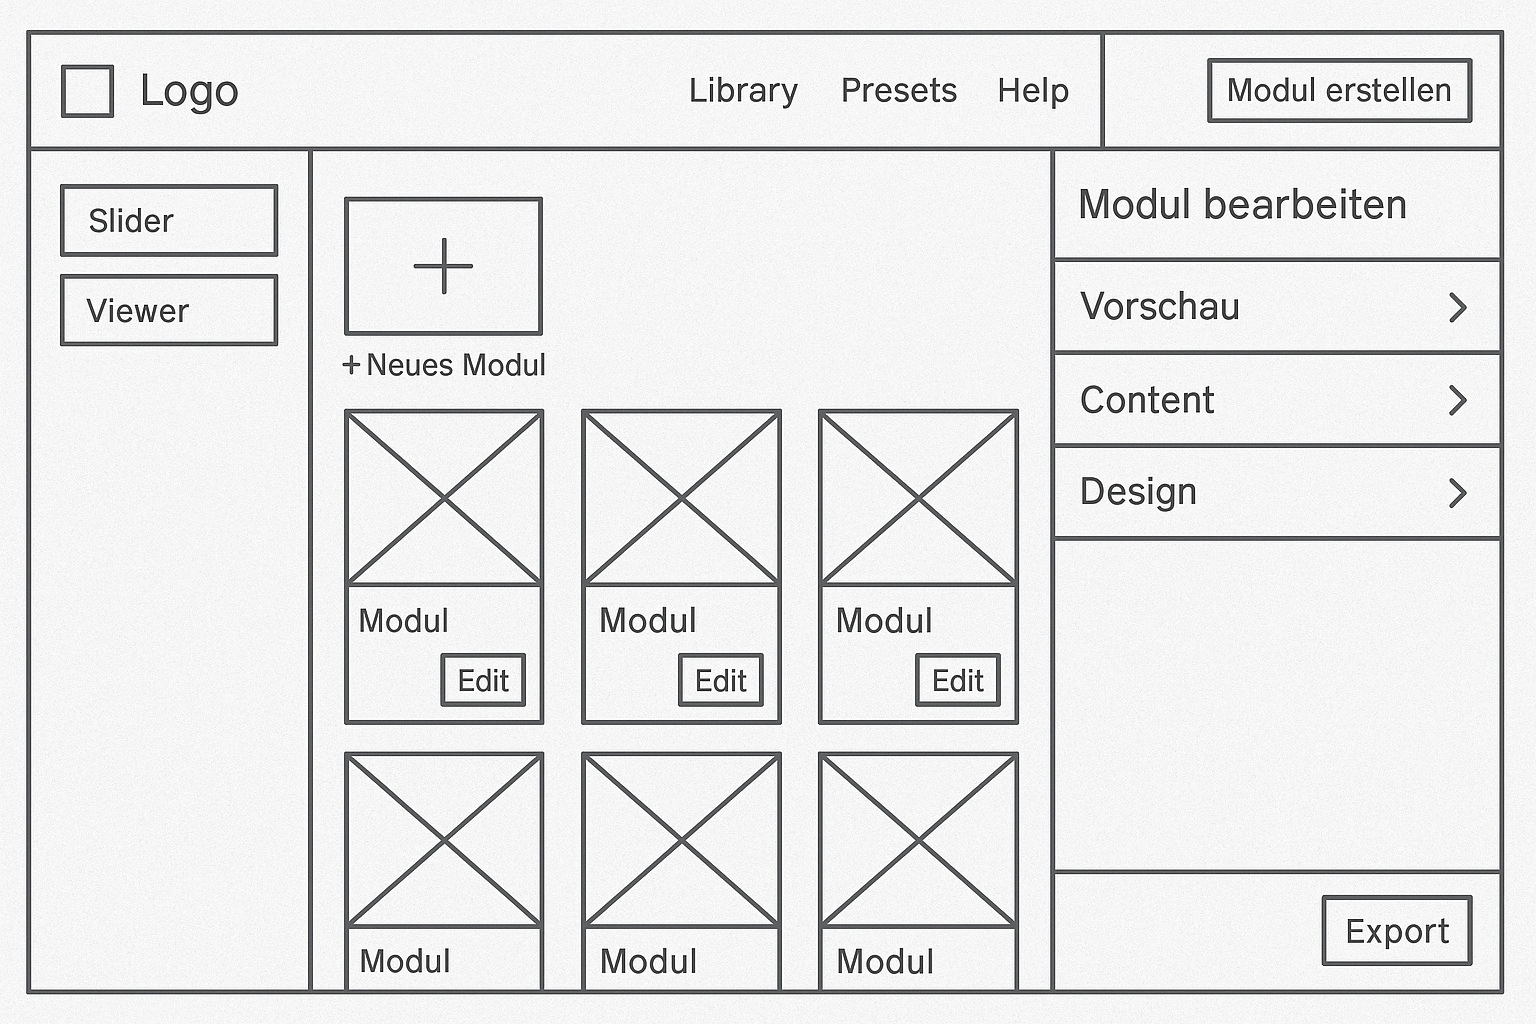 Logo
Library
Presets
Help
Modul erstellen
Slider
Viewer
+Neues Modul
Modul
Edit
Modul
Edit
Modul
Edit
Modul
Modul
Modul
Modul bearbeiten
Vorschau
Content
Design
Export